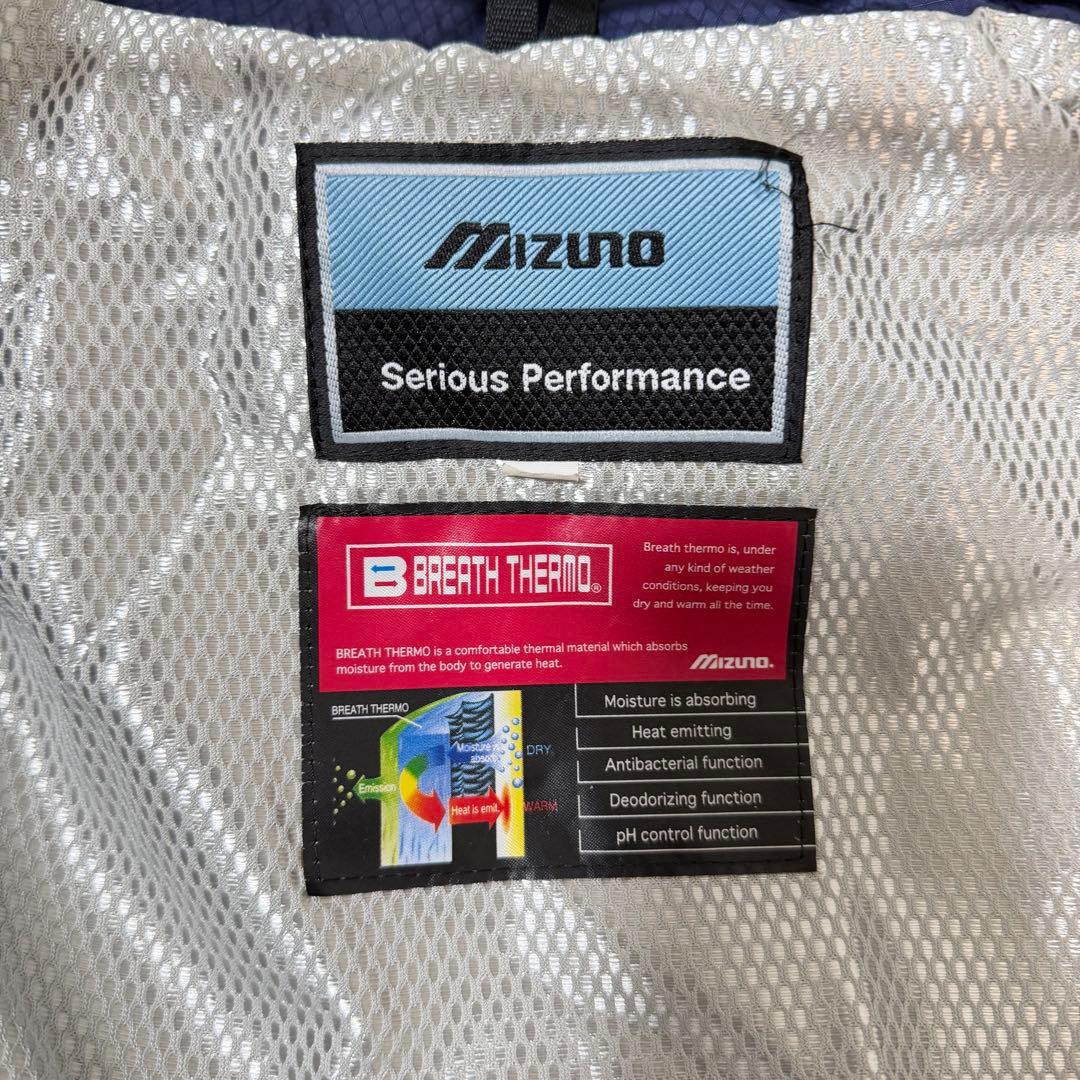 MIZUNO
Serious Performance
B BREATH THERMO®
Breath thermo is, under
any kind of weather
conditions, keeping you
dry and warm all the time.
BREATH THERMO is a comfortable thermal material which absorbs
moisture from the body to generate heat.
MIZUNO.
BREATH THERMO
Moisture is
absorb
DRY
Emission
Heat is emit.
WARM
Moisture is absorbing
Heat emitting
Antibacterial function
Deodorizing function
pH control function